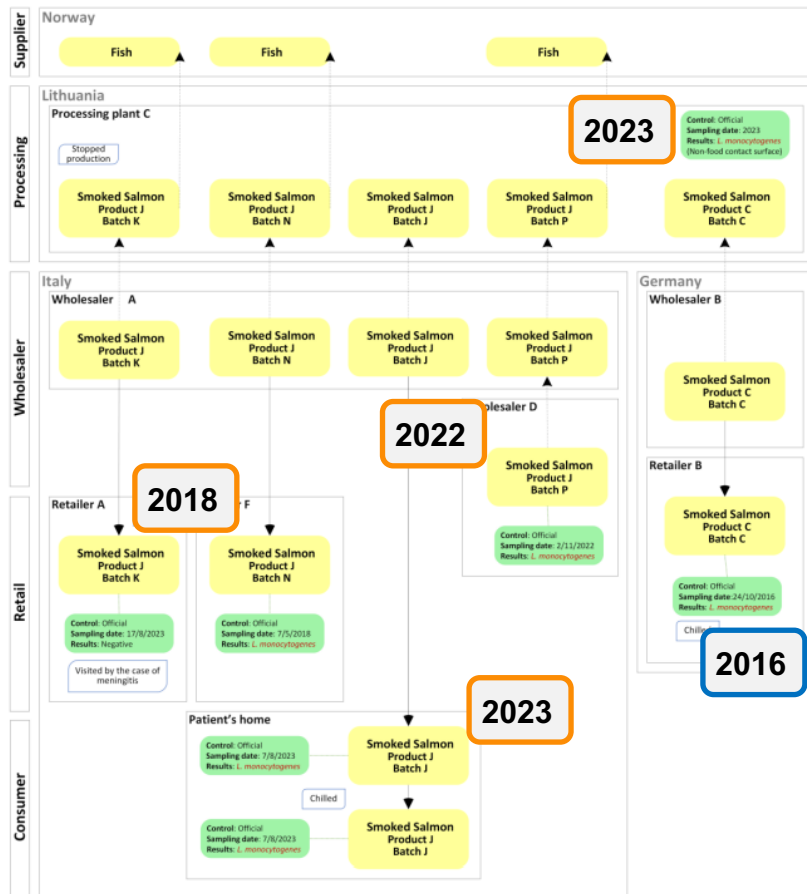 Supplier
Norway
Fish
Fish
Fish
Processing
Lithuania
Processing plant C
Stopped
production
2023
Control: Official
Sampling date: 2023
Results: L. monocytogenes
(Non-food contact surface)
Smoked Salmon
Product J
Batch K
Smoked Salmon
Product J
Batch N
Smoked Salmon
Product J
Batch J
Smoked Salmon
Product J
Batch P
Smoked Salmon
Product C
Batch C
Wholesaler
Italy
Wholesaler A
Smoked Salmon
Product J
Batch K
Smoked Salmon
Product J
Batch N
Smoked Salmon
Product J
Batch J
Smoked Salmon
Product J
Batch P
Germany
Wholesaler B
Smoked Salmon
Product C
Batch C
2022
olesaler D
Smoked Salmon
Product J
Batch P
Control: Official
Sampling date: 2/11/2022
Results: L. monocytogenes
Retailer B
Smoked Salmon
Product C
Batch C
Control: Official
Sampling date:24/10/2016
Results: L. monocytogenes
Chilled
2016
Retail
Retailer A
2018
r F
Smoked Salmon
Product J
Batch K
Control: Official
Sampling date: 17/8/2023
Results: Negative
Visited by the case of
meningitis
Smoked Salmon
Product J
Batch N
Control: Official
Sampling date: 7/5/2018
Results: L. monocytogenes
Consumer
Patient's home
2023
Control: Official
Sampling date: 7/8/2023
Results: L. monocytogenes
Smoked Salmon
Product J
Batch J
Chilled
Control: Official
Sampling date: 7/8/2023
Results: L. monocytogenes
Smoked Salmon
Product J
Batch J